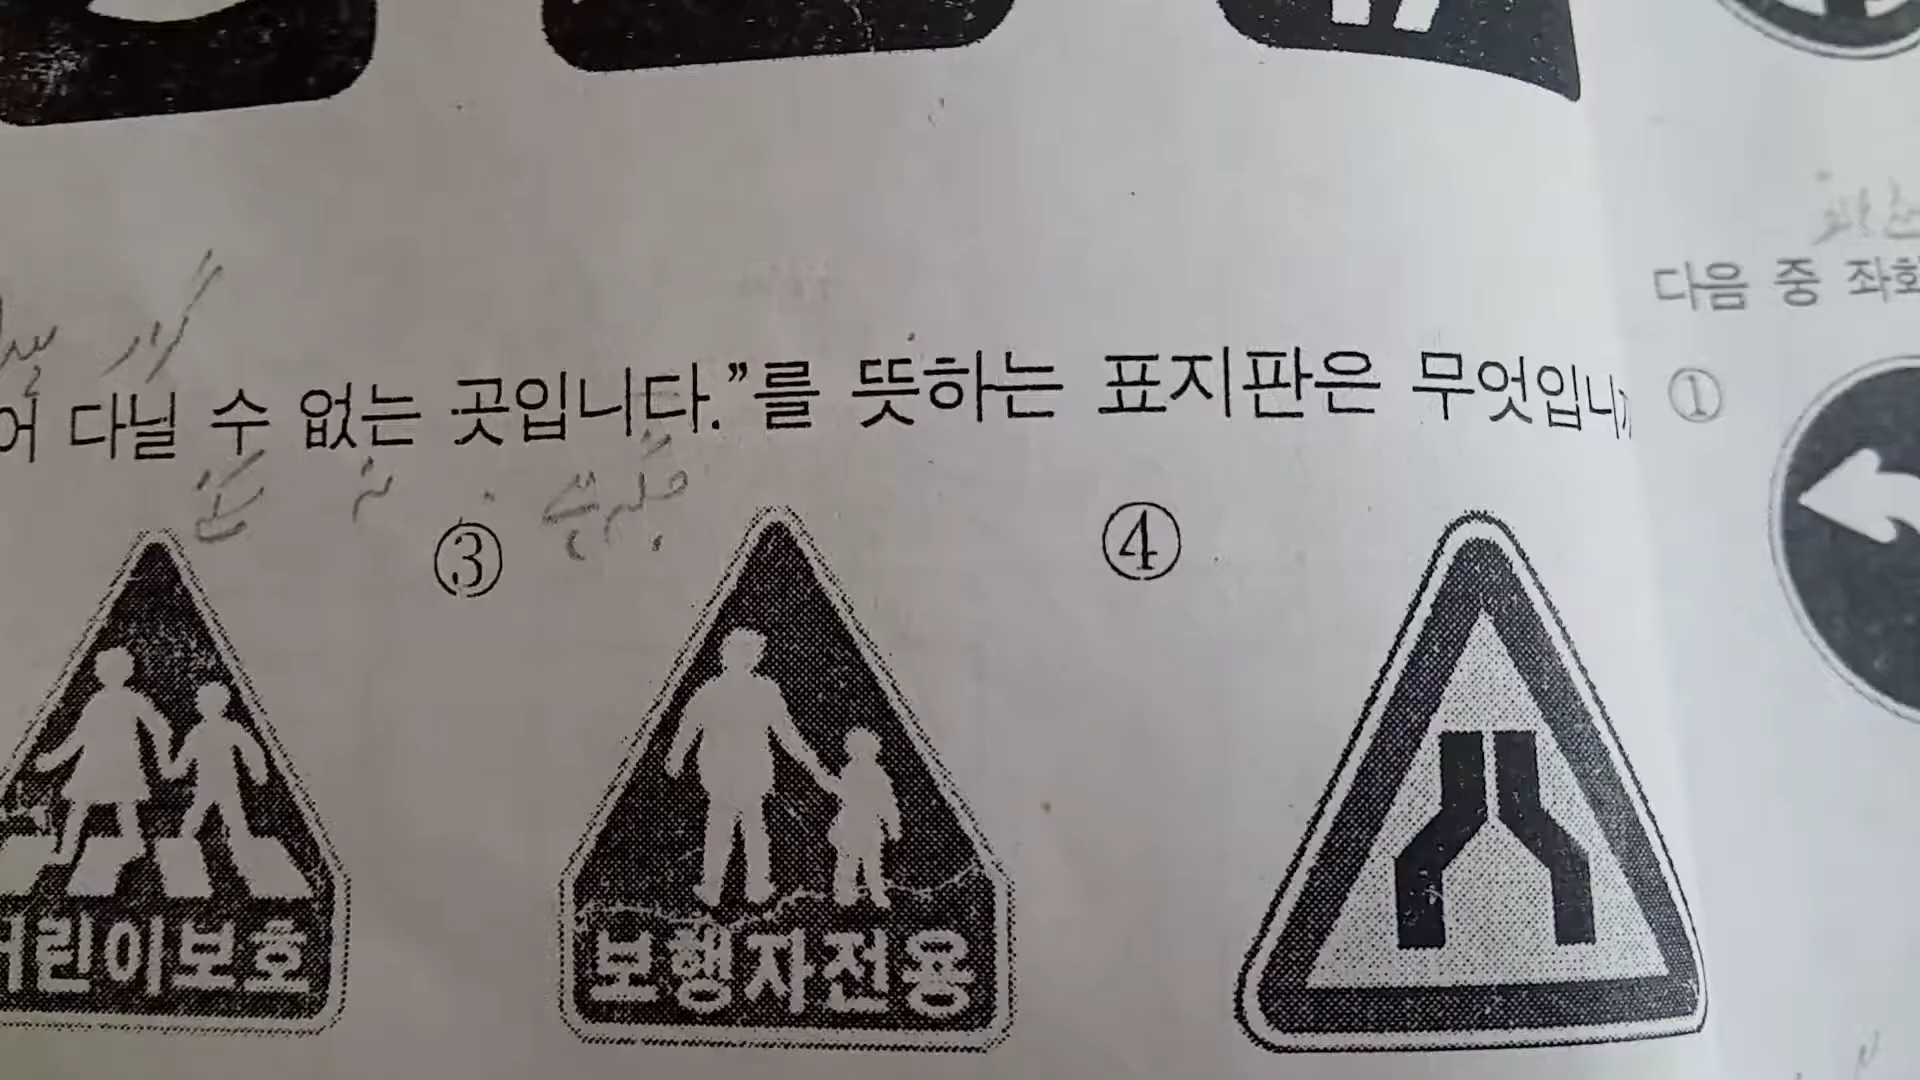 어 다닐 수 없는 곳입니다.”를 뜻하는 표지판은 무엇입니
③
④
어린이보호
보행자전용
다음 중 좌회
①